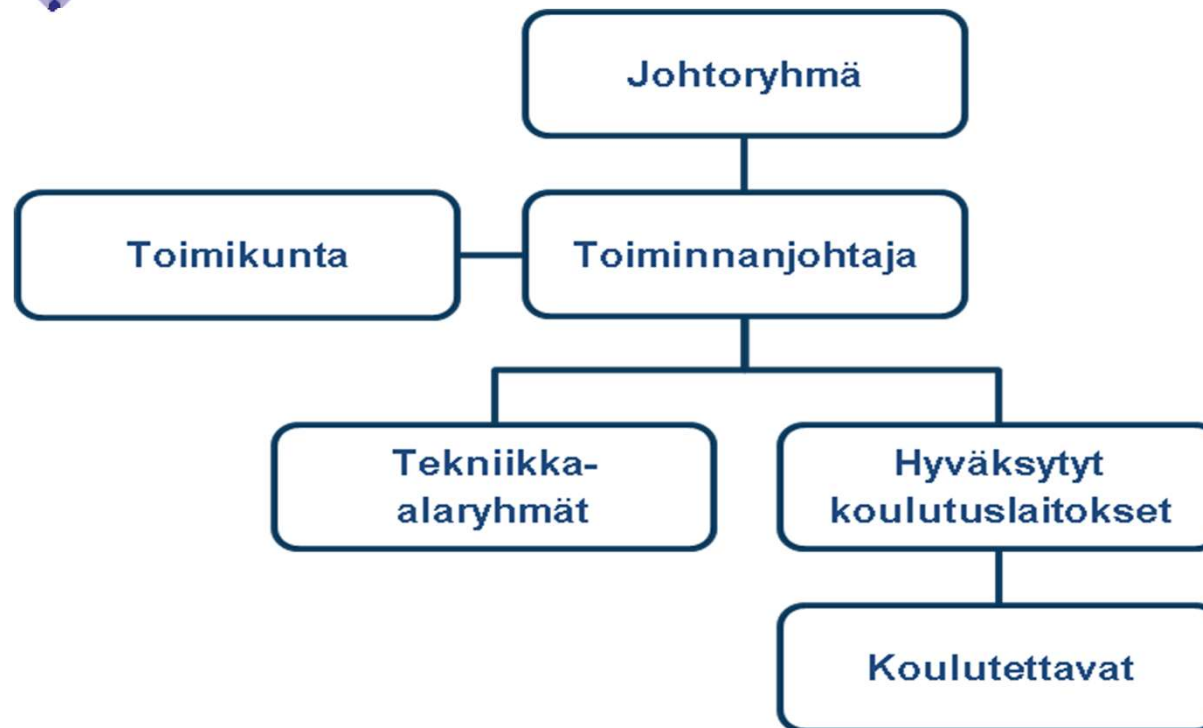 Johtoryhmä
Toimikunta
Toiminnanjohtaja
Tekniikka-
alaryhmät
Hyväksytyt
koulutuslaitokset
Koulutettavat